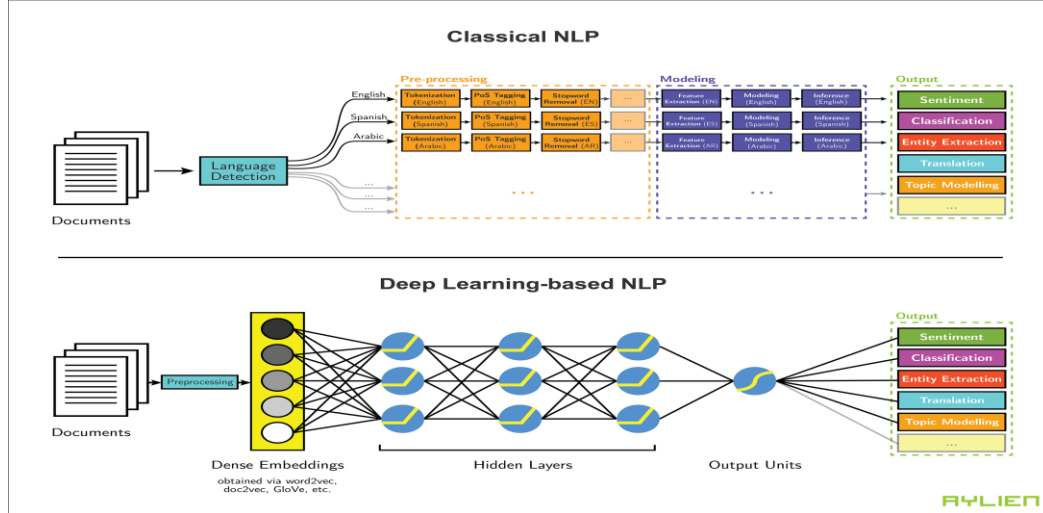 Classical NLP
Pre-processing
Modeling
Output
English
Tokenization
(English)
PoS Tagging
(English)
Stopword
Removal (EN)
...
Feature
Extraction (EN)
Modeling
(English)
Inference
(English)
Sentiment
Spanish
Tokenization
(Spanish)
PoS Tagging
(Spanish)
Stopword
Removal (ES)
...
Feature
Extraction (ES)
Modeling
(Spanish)
Inference
(Spanish)
Classification
Arabic
Tokenization
(Arabic)
PoS Tagging
(Arabic)
Stopword
Removal (AR)
...
Feature
Extraction (AR)
Modeling
(Arabic)
Inference
(Arabic)
Entity Extraction
Language
Detection
Translation
...
...
...
...
Topic Modelling
...
Documents
Deep Learning-based NLP
Output
Sentiment
Classification
Preprocessing
Entity Extraction
Translation
Topic Modelling
...
Documents
Dense Embeddings
obtained via word2vec,
doc2vec, GloVe, etc.
Hidden Layers
Output Units
AYLIEN